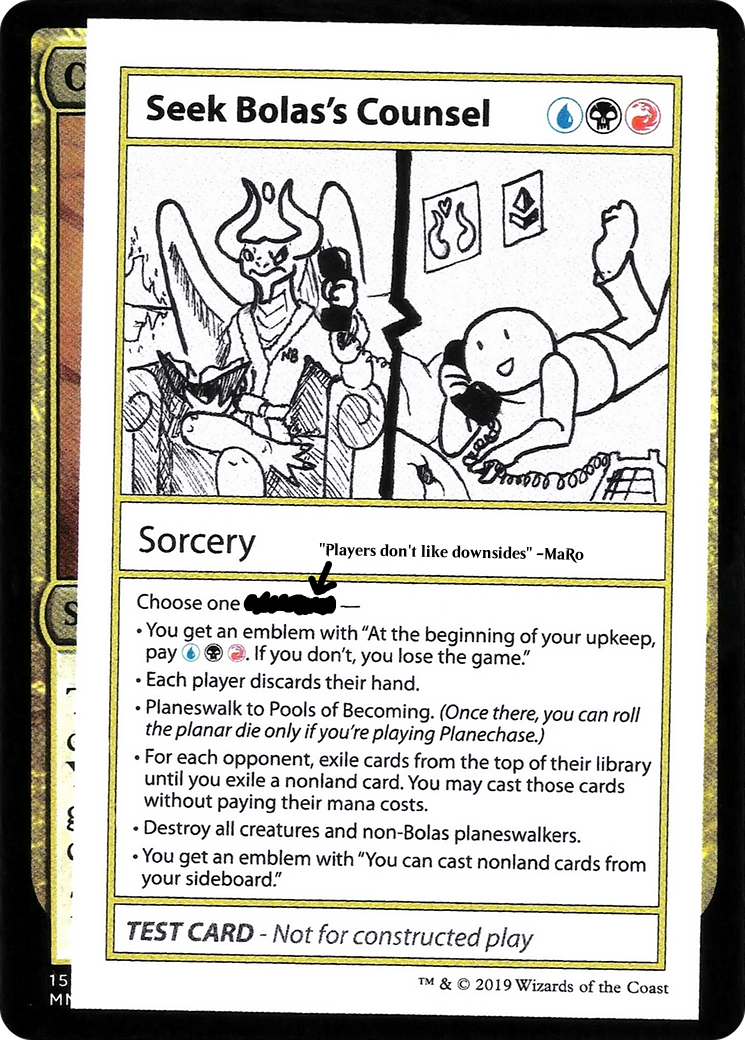 Seek Bolas's Counsel
NB
Sorcery
"Players don't like downsides" -MaRo
Choose one —
• You get an emblem with "At the beginning of your upkeep,
pay . If you don't, you lose the game."
• Each player discards their hand.
• Planeswalk to Pools of Becoming. (Once there, you can roll
the planar die only if you're playing Planechase.)
• For each opponent, exile cards from the top of their library
until you exile a nonland card. You may cast those cards
without paying their mana costs.
• Destroy all creatures and non-Bolas planeswalkers.
• You get an emblem with "You can cast nonland cards from
your sideboard."
TEST CARD - Not for constructed play
15
™ & © 2019 Wizards of the Coast